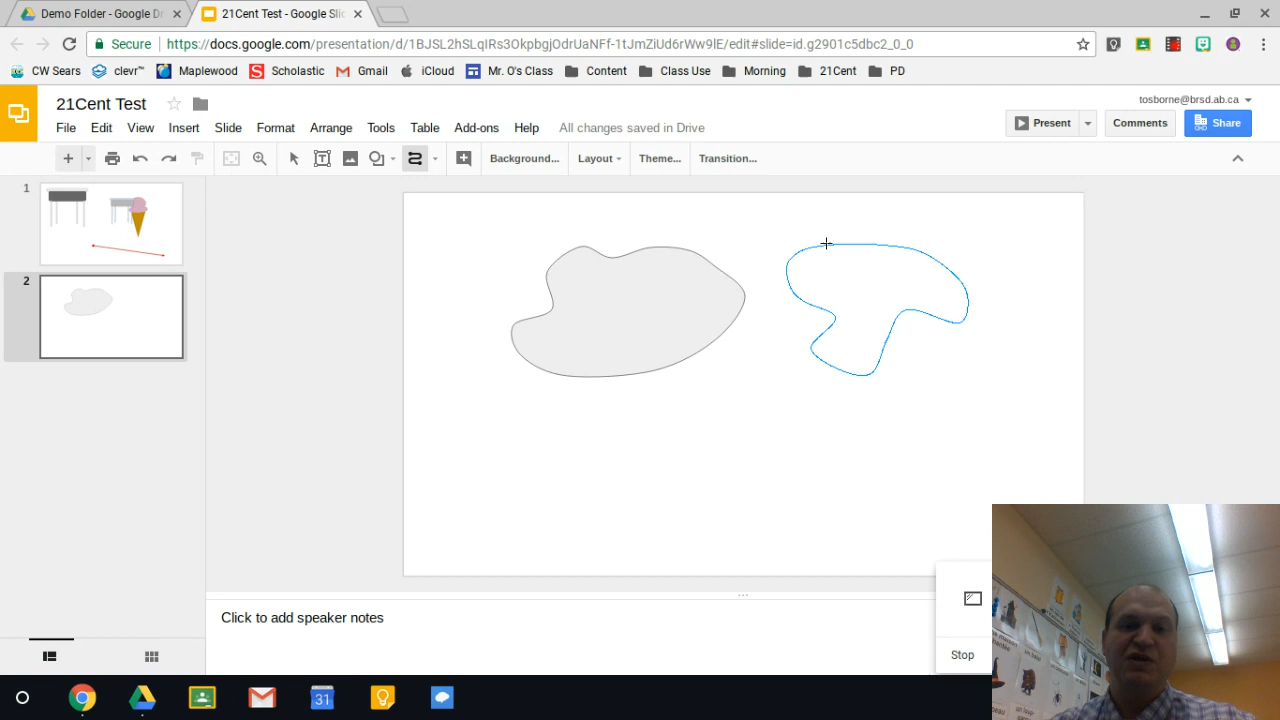 Demo Folder - Google Dr
21Cent Test - Google Slid
Secure
https://docs.google.com/presentation/d/1BJSL2hsLqIRg3OkpbgjOdrUaNFf-1tJmZiUd6rWw9lE/edit#slide=id.g2901c5dbc2_0_0
CW Sears
clevr™
Maplewood
Scholastic
Gmail
iCloud
Mr. O's Class
Content
Class Use
Morning
21Cent
PD
21Cent Test
tosborne@brsd.ab.ca
Present
Comments
Share
File Edit View Insert Slide Format Arrange Tools Table Add-ons Help All changes saved in Drive
Background... Layout Theme... Transition...
1
2
Click to add speaker notes
Stop
31